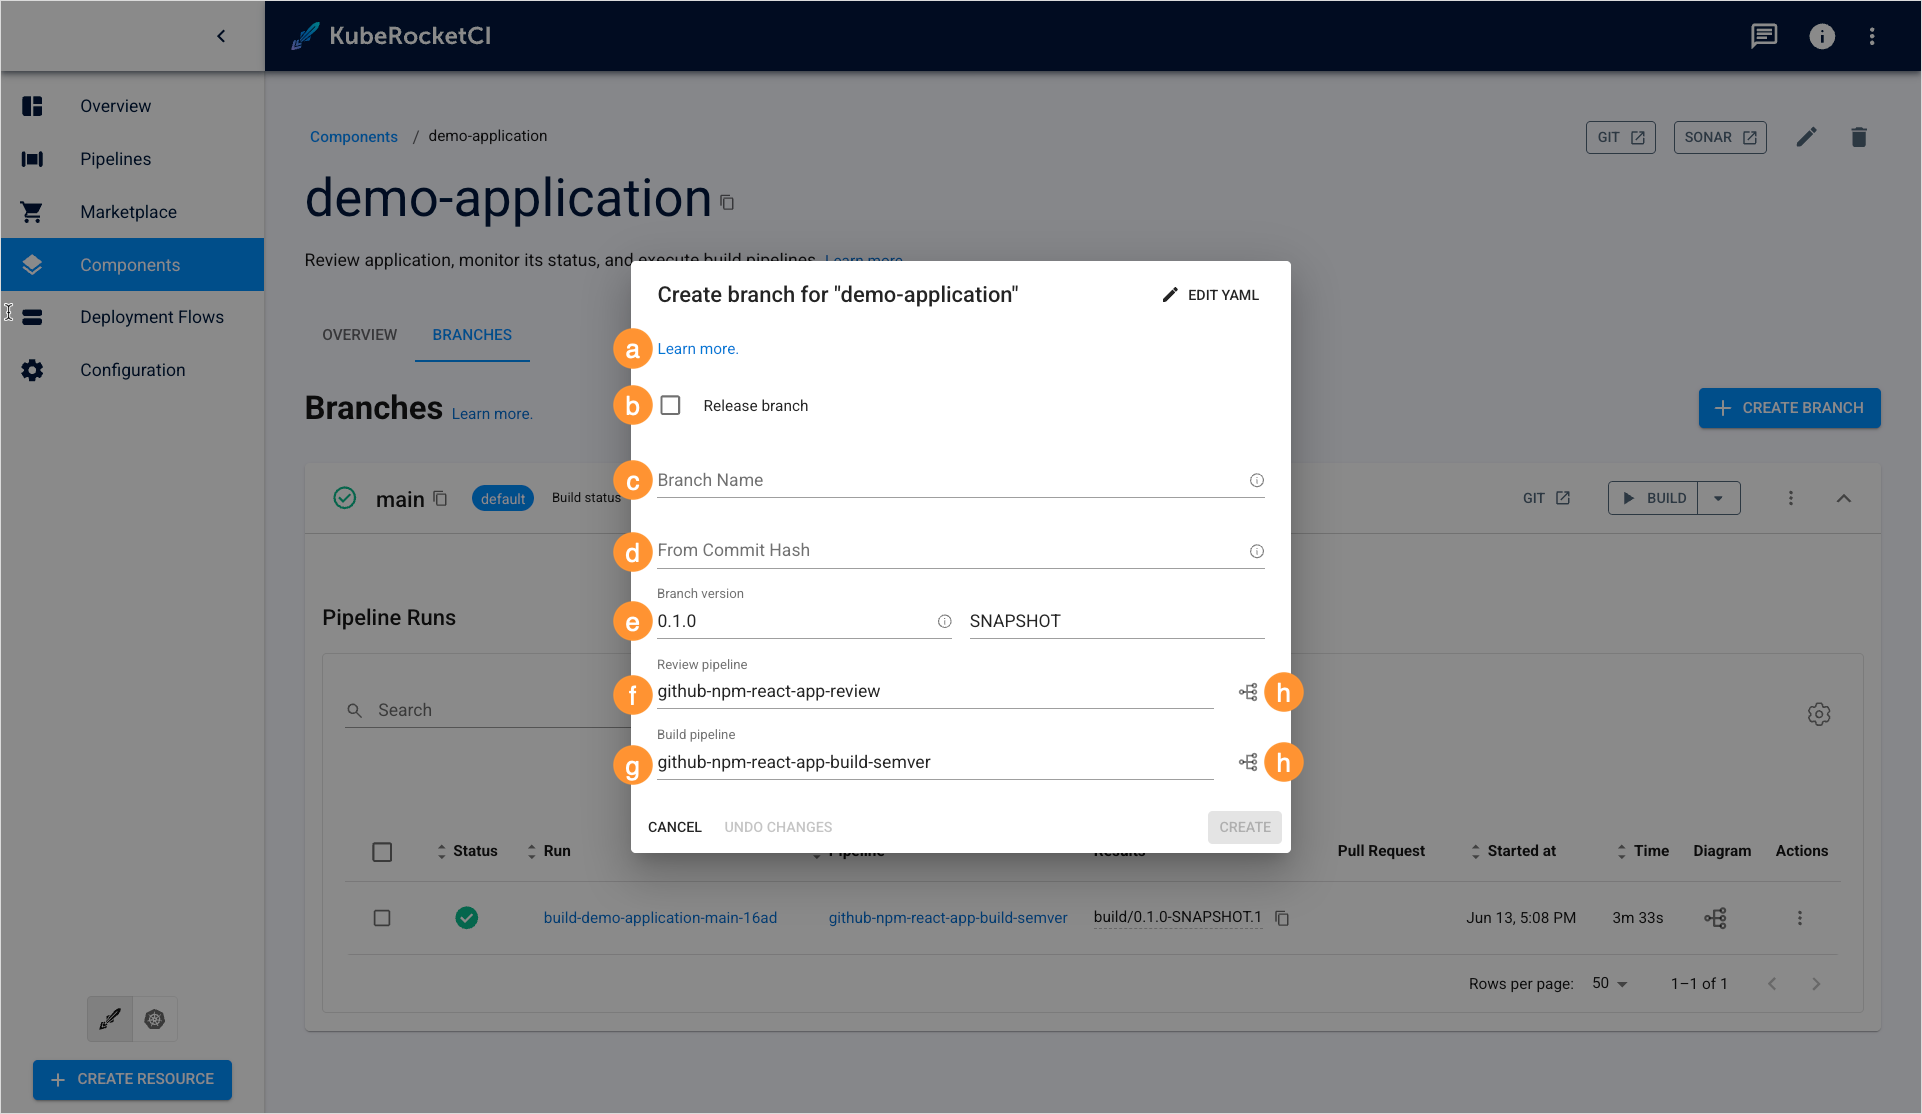 KubeRocketCI
Overview
Pipelines
Marketplace
Components
Deployment Flows
Configuration
CREATE RESOURCE
Components / demo-application
GIT
SONAR
demo-application
Review application, monitor its status, and execute build pipelines. Learn more.
OVERVIEW
BRANCHES
Branches Learn more.
CREATE BRANCH
main
default
Build status
GIT
BUILD
Pipeline Runs
Search
Status
Run
Pipeline
Results
Pull Request
Started at
Time
Diagram
Actions
build-demo-application-main-16ad
github-npm-react-app-build-semver
build/0.1.0-SNAPSHOT.1
Jun 13, 5:08 PM
3m 33s
Rows per page: 50
1–1 of 1
Create branch for "demo-application"
EDIT YAML
a Learn more.
b Release branch
c Branch Name
d From Commit Hash
Branch version
e 0.1.0 SNAPSHOT
Review pipeline
f github-npm-react-app-review h
Build pipeline
g github-npm-react-app-build-semver h
CANCEL
UNDO CHANGES
CREATE